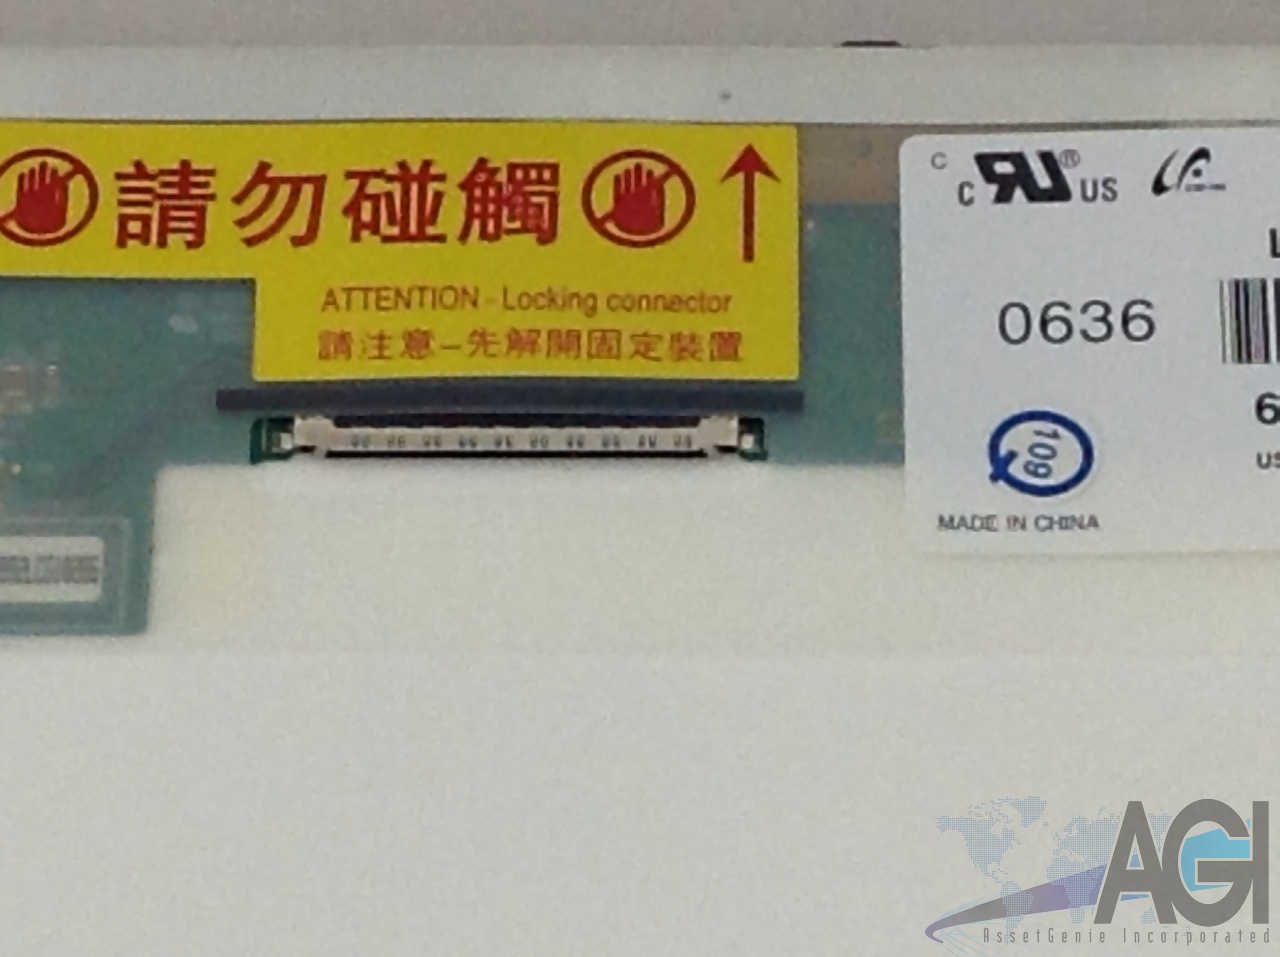 請勿碰觸
ATTENTION - Locking connector
請注意-先解開固定裝置
C
C RU® US
0636
109
MADE IN CHINA
AGI
AssetGenie Incorporated